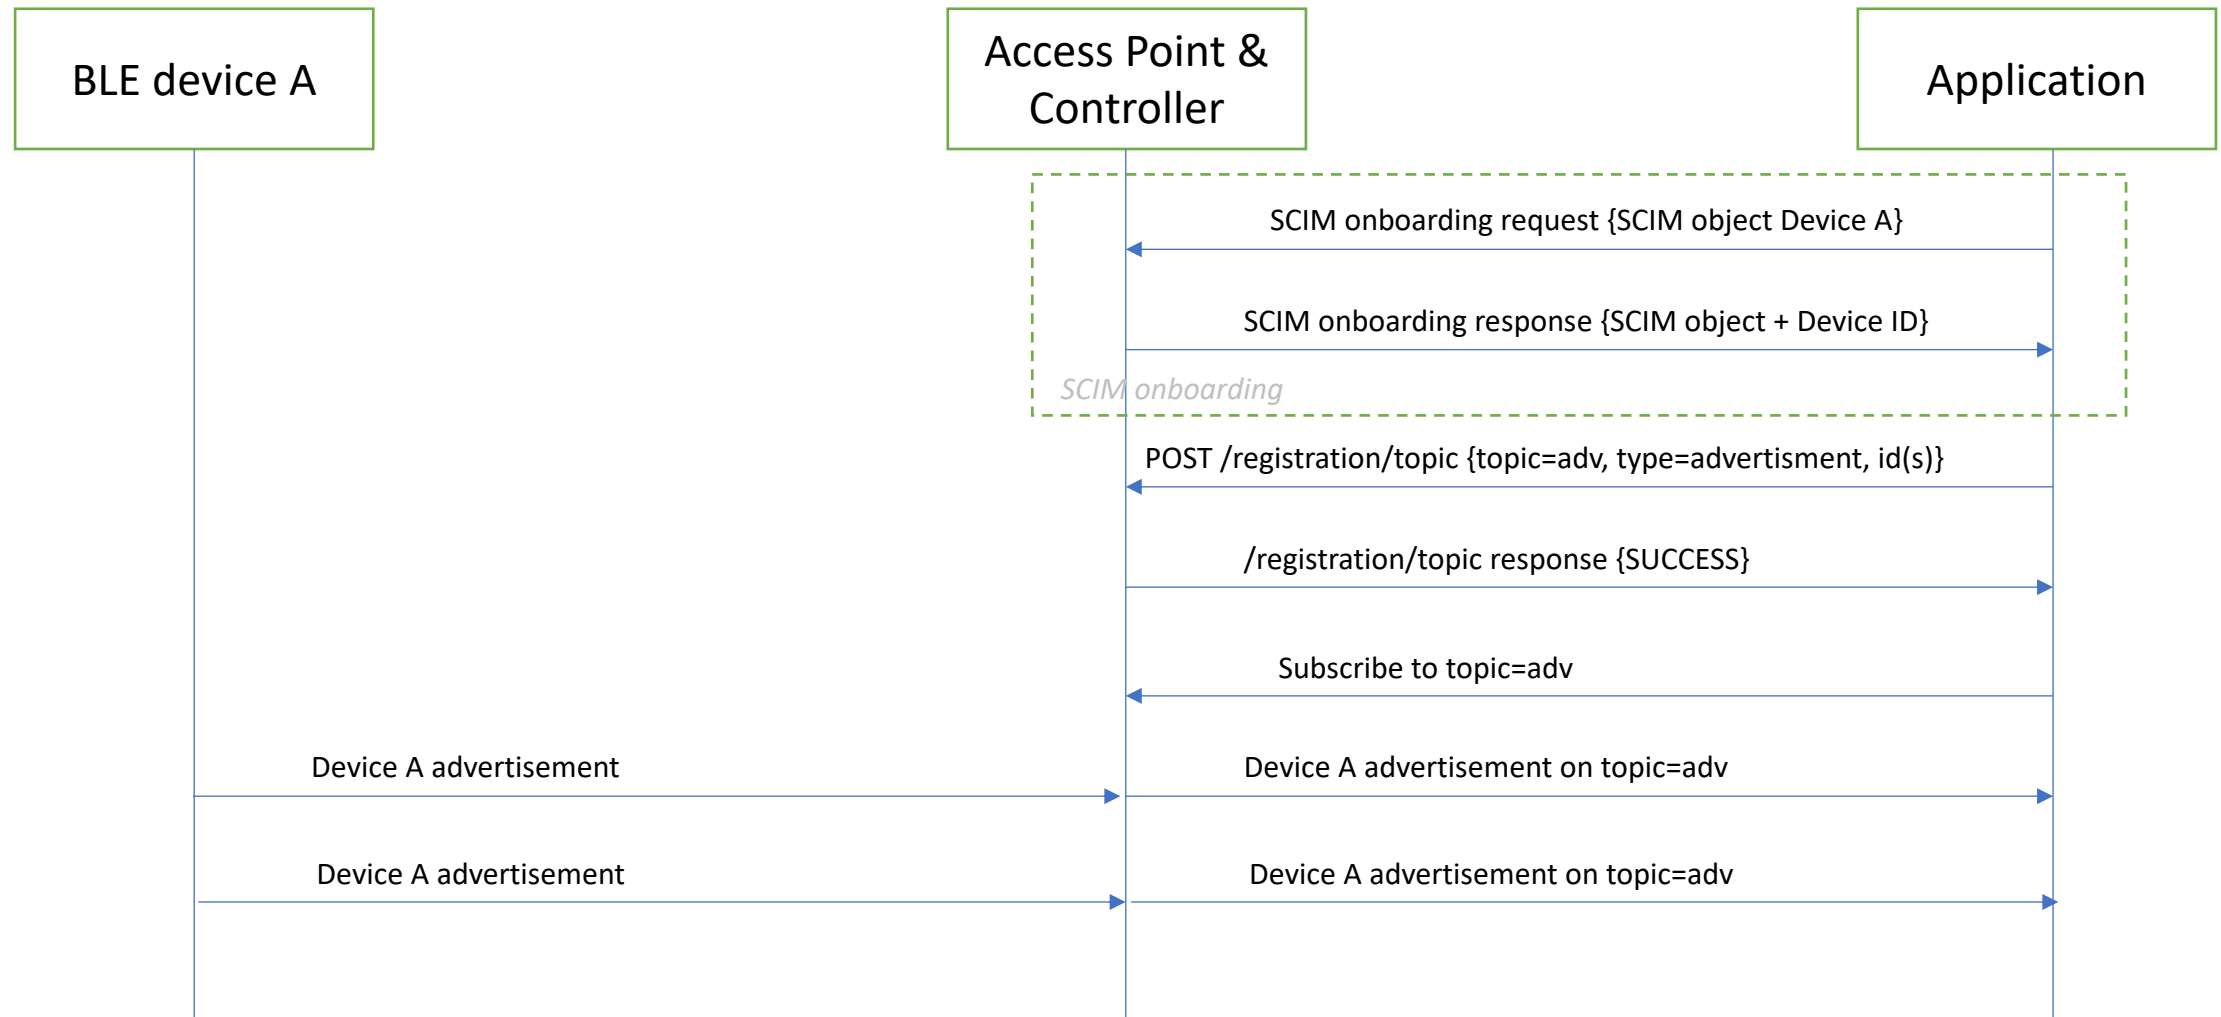 BLE device A
Access Point &
Controller
Application
SCIM onboarding request {SCIM object Device A}
SCIM onboarding response {SCIM object + Device ID}
SCIM onboarding
POST /registration/topic {topic=adv, type=advertisment, id(s)}
/registration/topic response {SUCCESS}
Subscribe to topic=adv
Device A advertisement
Device A advertisement on topic=adv
Device A advertisement
Device A advertisement on topic=adv